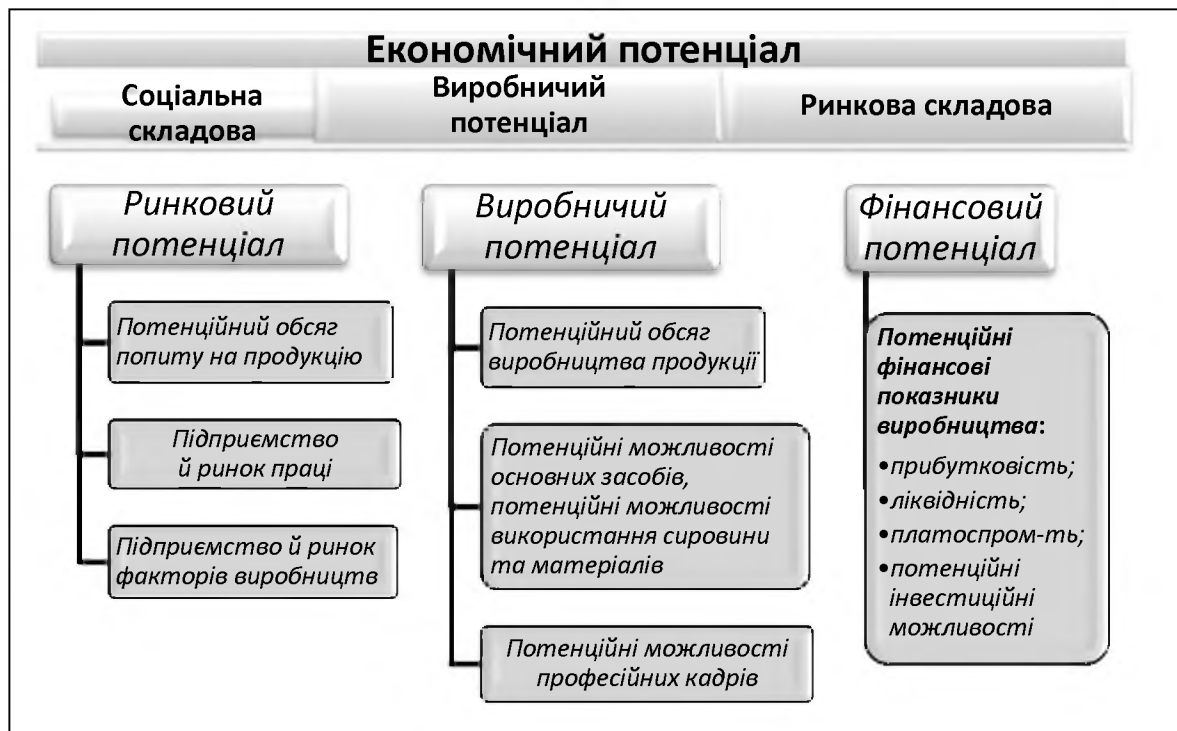 Економічний потенціал
Соціальна
складова
Виробничий
потенціал
Ринкова складова
Ринковий
потенціал
Потенційний обсяг
попиту на продукцію
Підприємство
й ринок праці
Підприємство й ринок
факторів виробництв
Виробничий
потенціал
Потенційний обсяг
виробництва продукції
Потенційні можливості
основних засобів,
потенційні можливості
використання сировини
та матеріалів
Потенційні можливості
професійних кадрів
Фінансовий
потенціал
Потенційні
фінансові
показники
виробництва:
•прибутковість;
•ліквідність;
•платоспром-ть;
•потенційні
інвестиційні
можливості